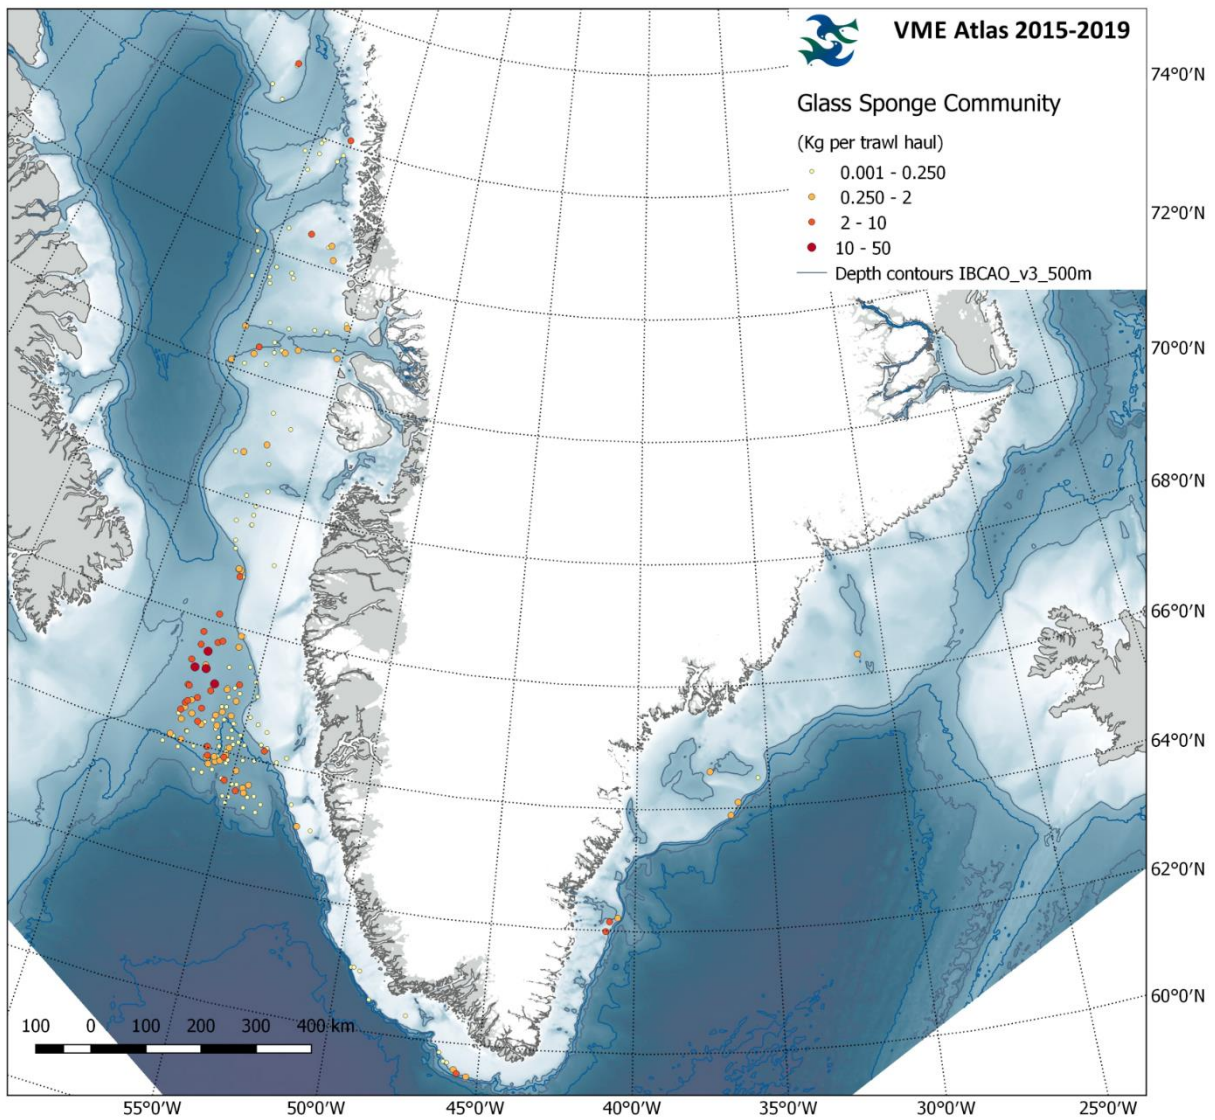 VME Atlas 2015-2019
Glass Sponge Community
(Kg per trawl haul)
0.001 - 0.250
0.250 - 2
2 - 10
10 - 50
Depth contours IBCAO_v3_500m
74°0'N
72°0'N
70°0'N
68°0'N
66°0'N
64°0'N
62°0'N
60°0'N
100 0 100 200 300 400 km
55°0'W 50°0'W 45°0'W 40°0'W 35°0'W 30°0'W 25°0'W